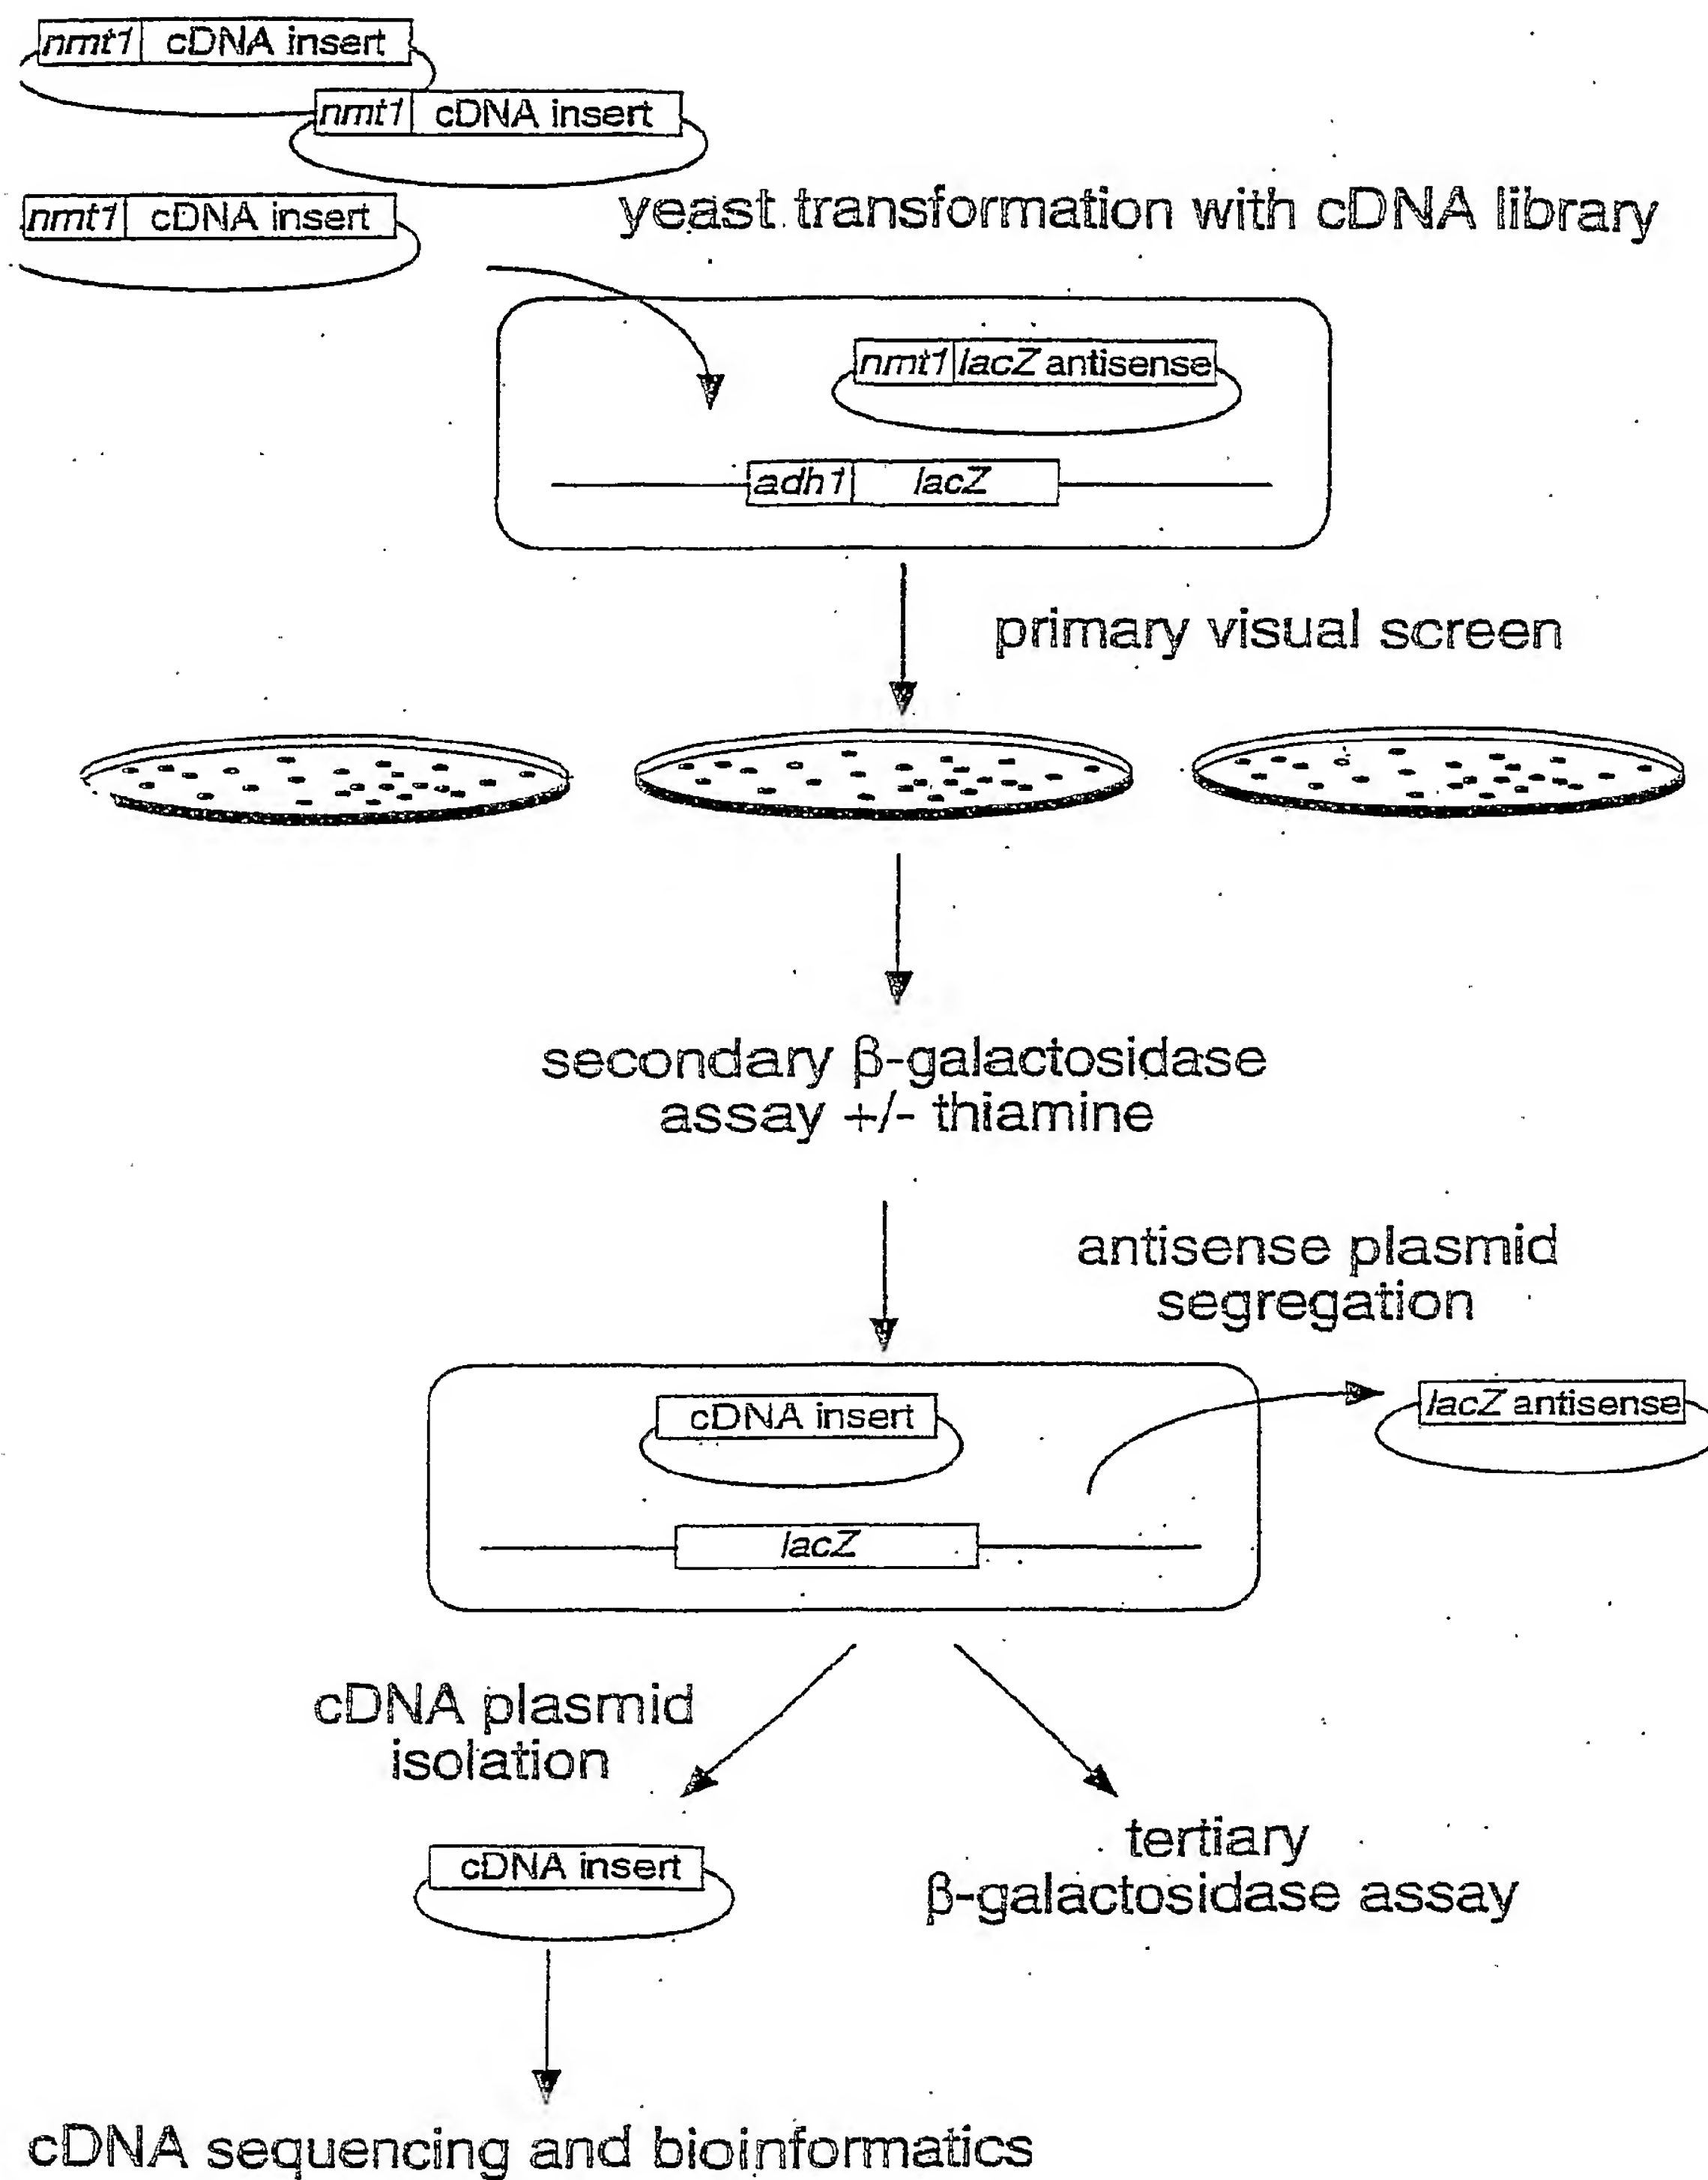 nmt1 cDNA insert
nmt1 cDNA insert
nmt1 cDNA insert
yeast transformation with cDNA library
nmt1 lacZ antisense
adh1 lacZ
primary visual screen
secondary β-galactosidase
assay +/- thiamine
antisense plasmid
segregation
cDNA insert
lacZ antisense
lacZ
cDNA plasmid
isolation
cDNA insert
tertiary
β-galactosidase assay
cDNA sequencing and bioinformatics